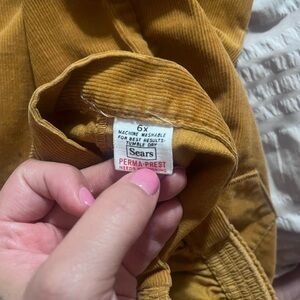 6X
MACHINE WASHABLE
FOR BEST RESULTS-
TUMBLE DRY
Sears
PERMA-PREST